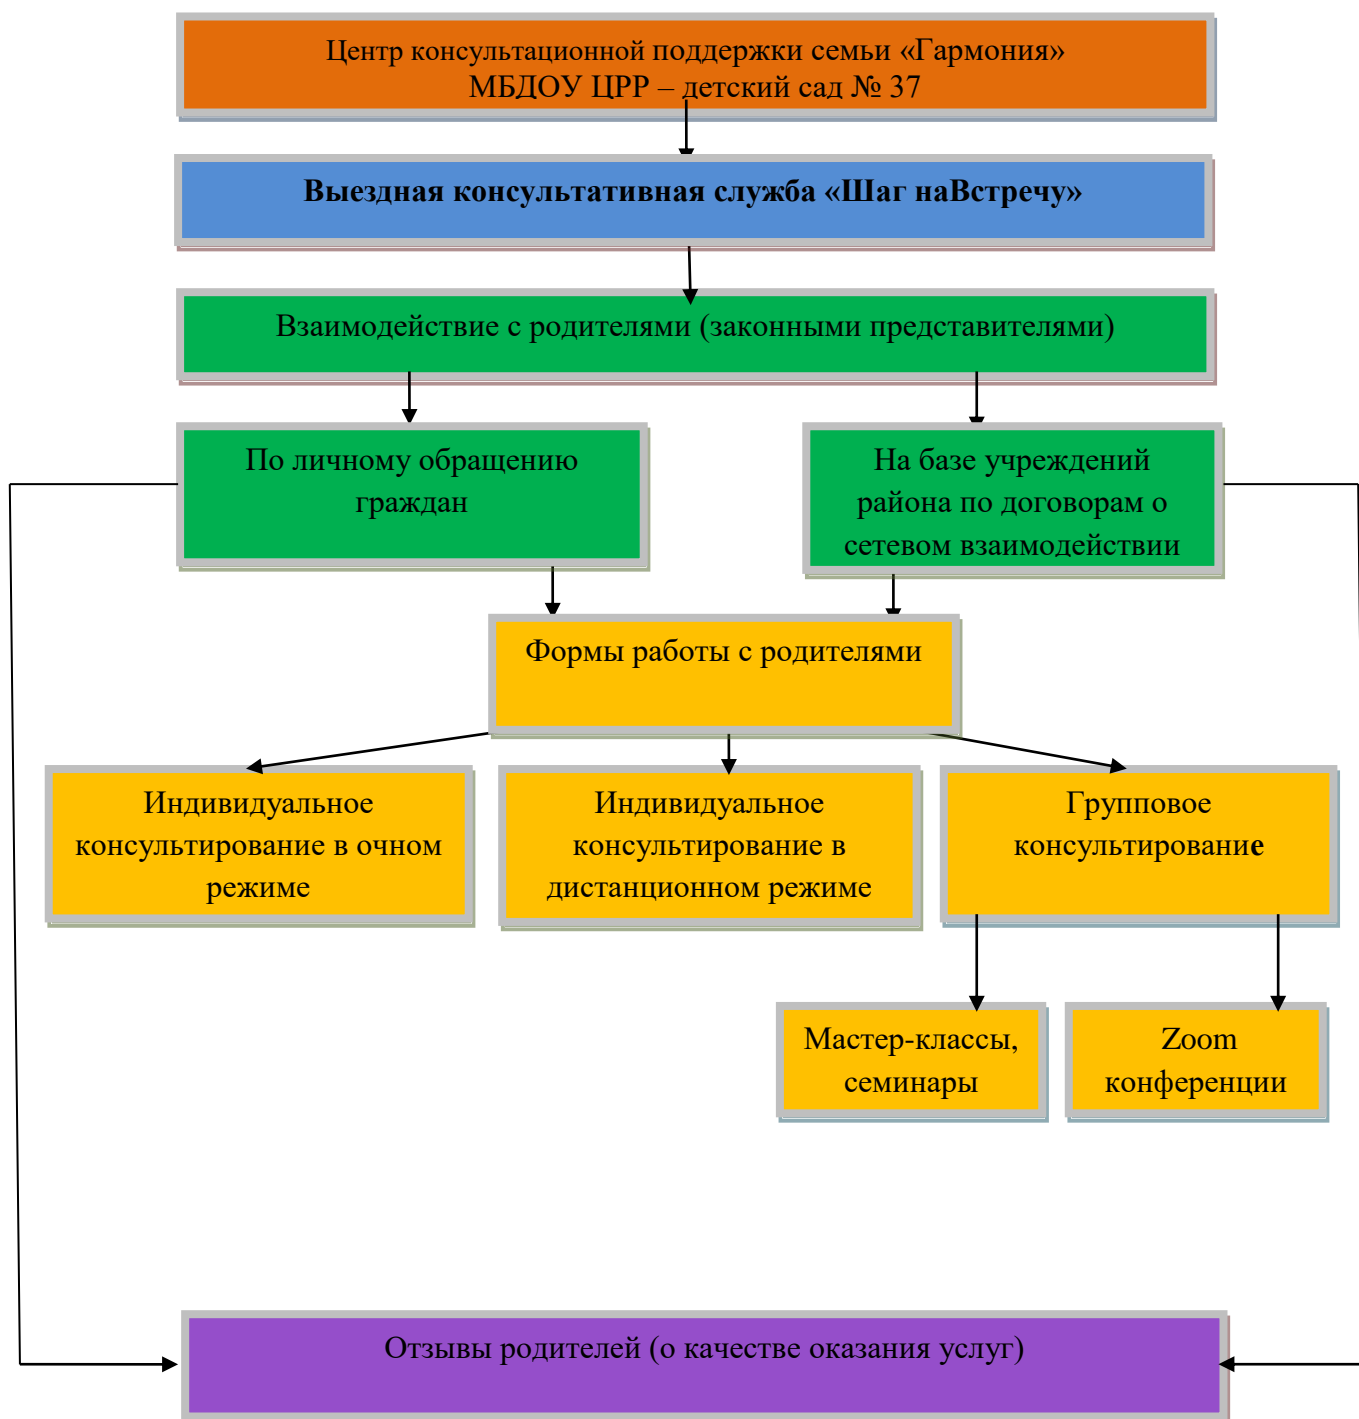 Центр консультационной поддержки семьи «Гармония»
МБДОУ ЦРР – детский сад № 37
Выездная консультативная служба «Шаг наВстречу»
Взаимодействие с родителями (законными представителями)
По личному обращению
граждан
На базе учреждений
района по договорам о
сетевом взаимодействии
Формы работы с родителями
Индивидуальное
консультирование в очном
режиме
Индивидуальное
консультирование в
дистанционном режиме
Групповое
консультирование
Мастер-классы,
семинары
Zoom
конференции
Отзывы родителей (о качестве оказания услуг)